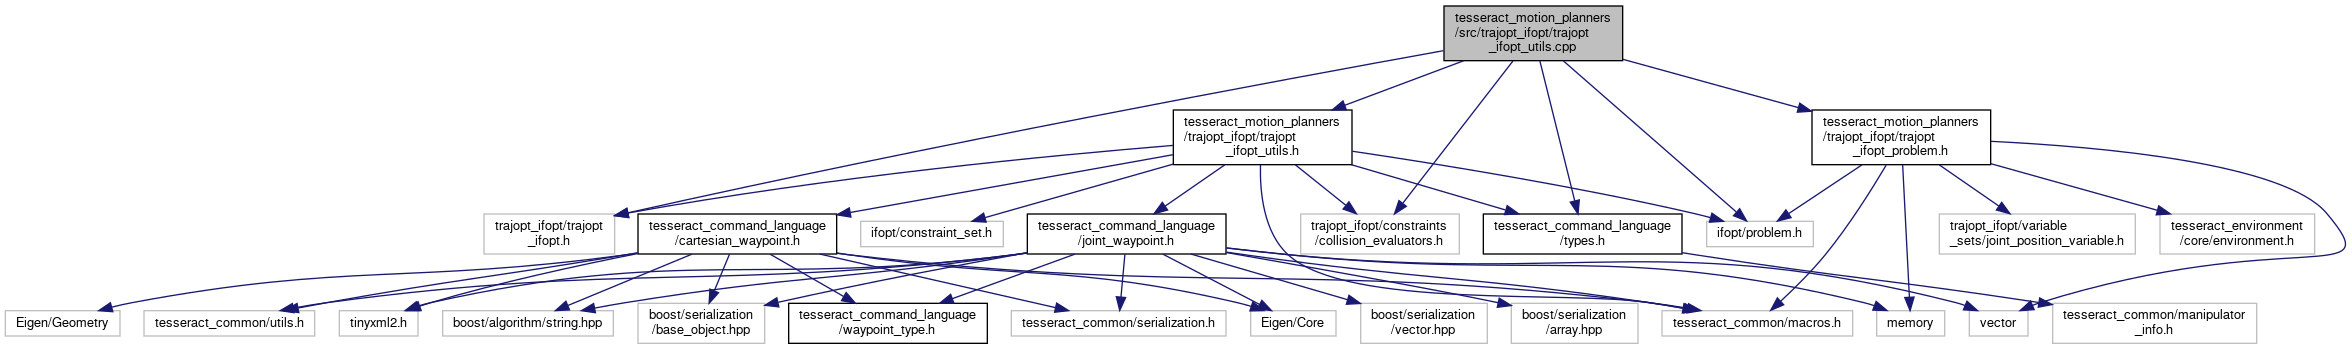 tesseract_motion_planners
/src/trajopt_ifopt/trajopt
_ifopt_utils.cpp
tesseract_motion_planners
/trajopt_ifopt/trajopt
_ifopt_utils.h
tesseract_motion_planners
/trajopt_ifopt/trajopt
_ifopt_problem.h
trajopt_ifopt/trajopt
_ifopt.h
tesseract_command_language
/cartesian_waypoint.h
ifopt/constraint_set.h
tesseract_command_language
/joint_waypoint.h
trajopt_ifopt/constraints
/collision_evaluators.h
tesseract_command_language
/types.h
ifopt/problem.h
trajopt_ifopt/variable
_sets/joint_position_variable.h
tesseract_environment
/core/environment.h
Eigen/Geometry
tesseract_common/utils.h
tinyxml2.h
boost/algorithm/string.hpp
boost/serialization
/base_object.hpp
tesseract_command_language
/waypoint_type.h
tesseract_common/serialization.h
Eigen/Core
boost/serialization
/vector.hpp
boost/serialization
/array.hpp
tesseract_common/macros.h
memory
vector
tesseract_common/manipulator
_info.h